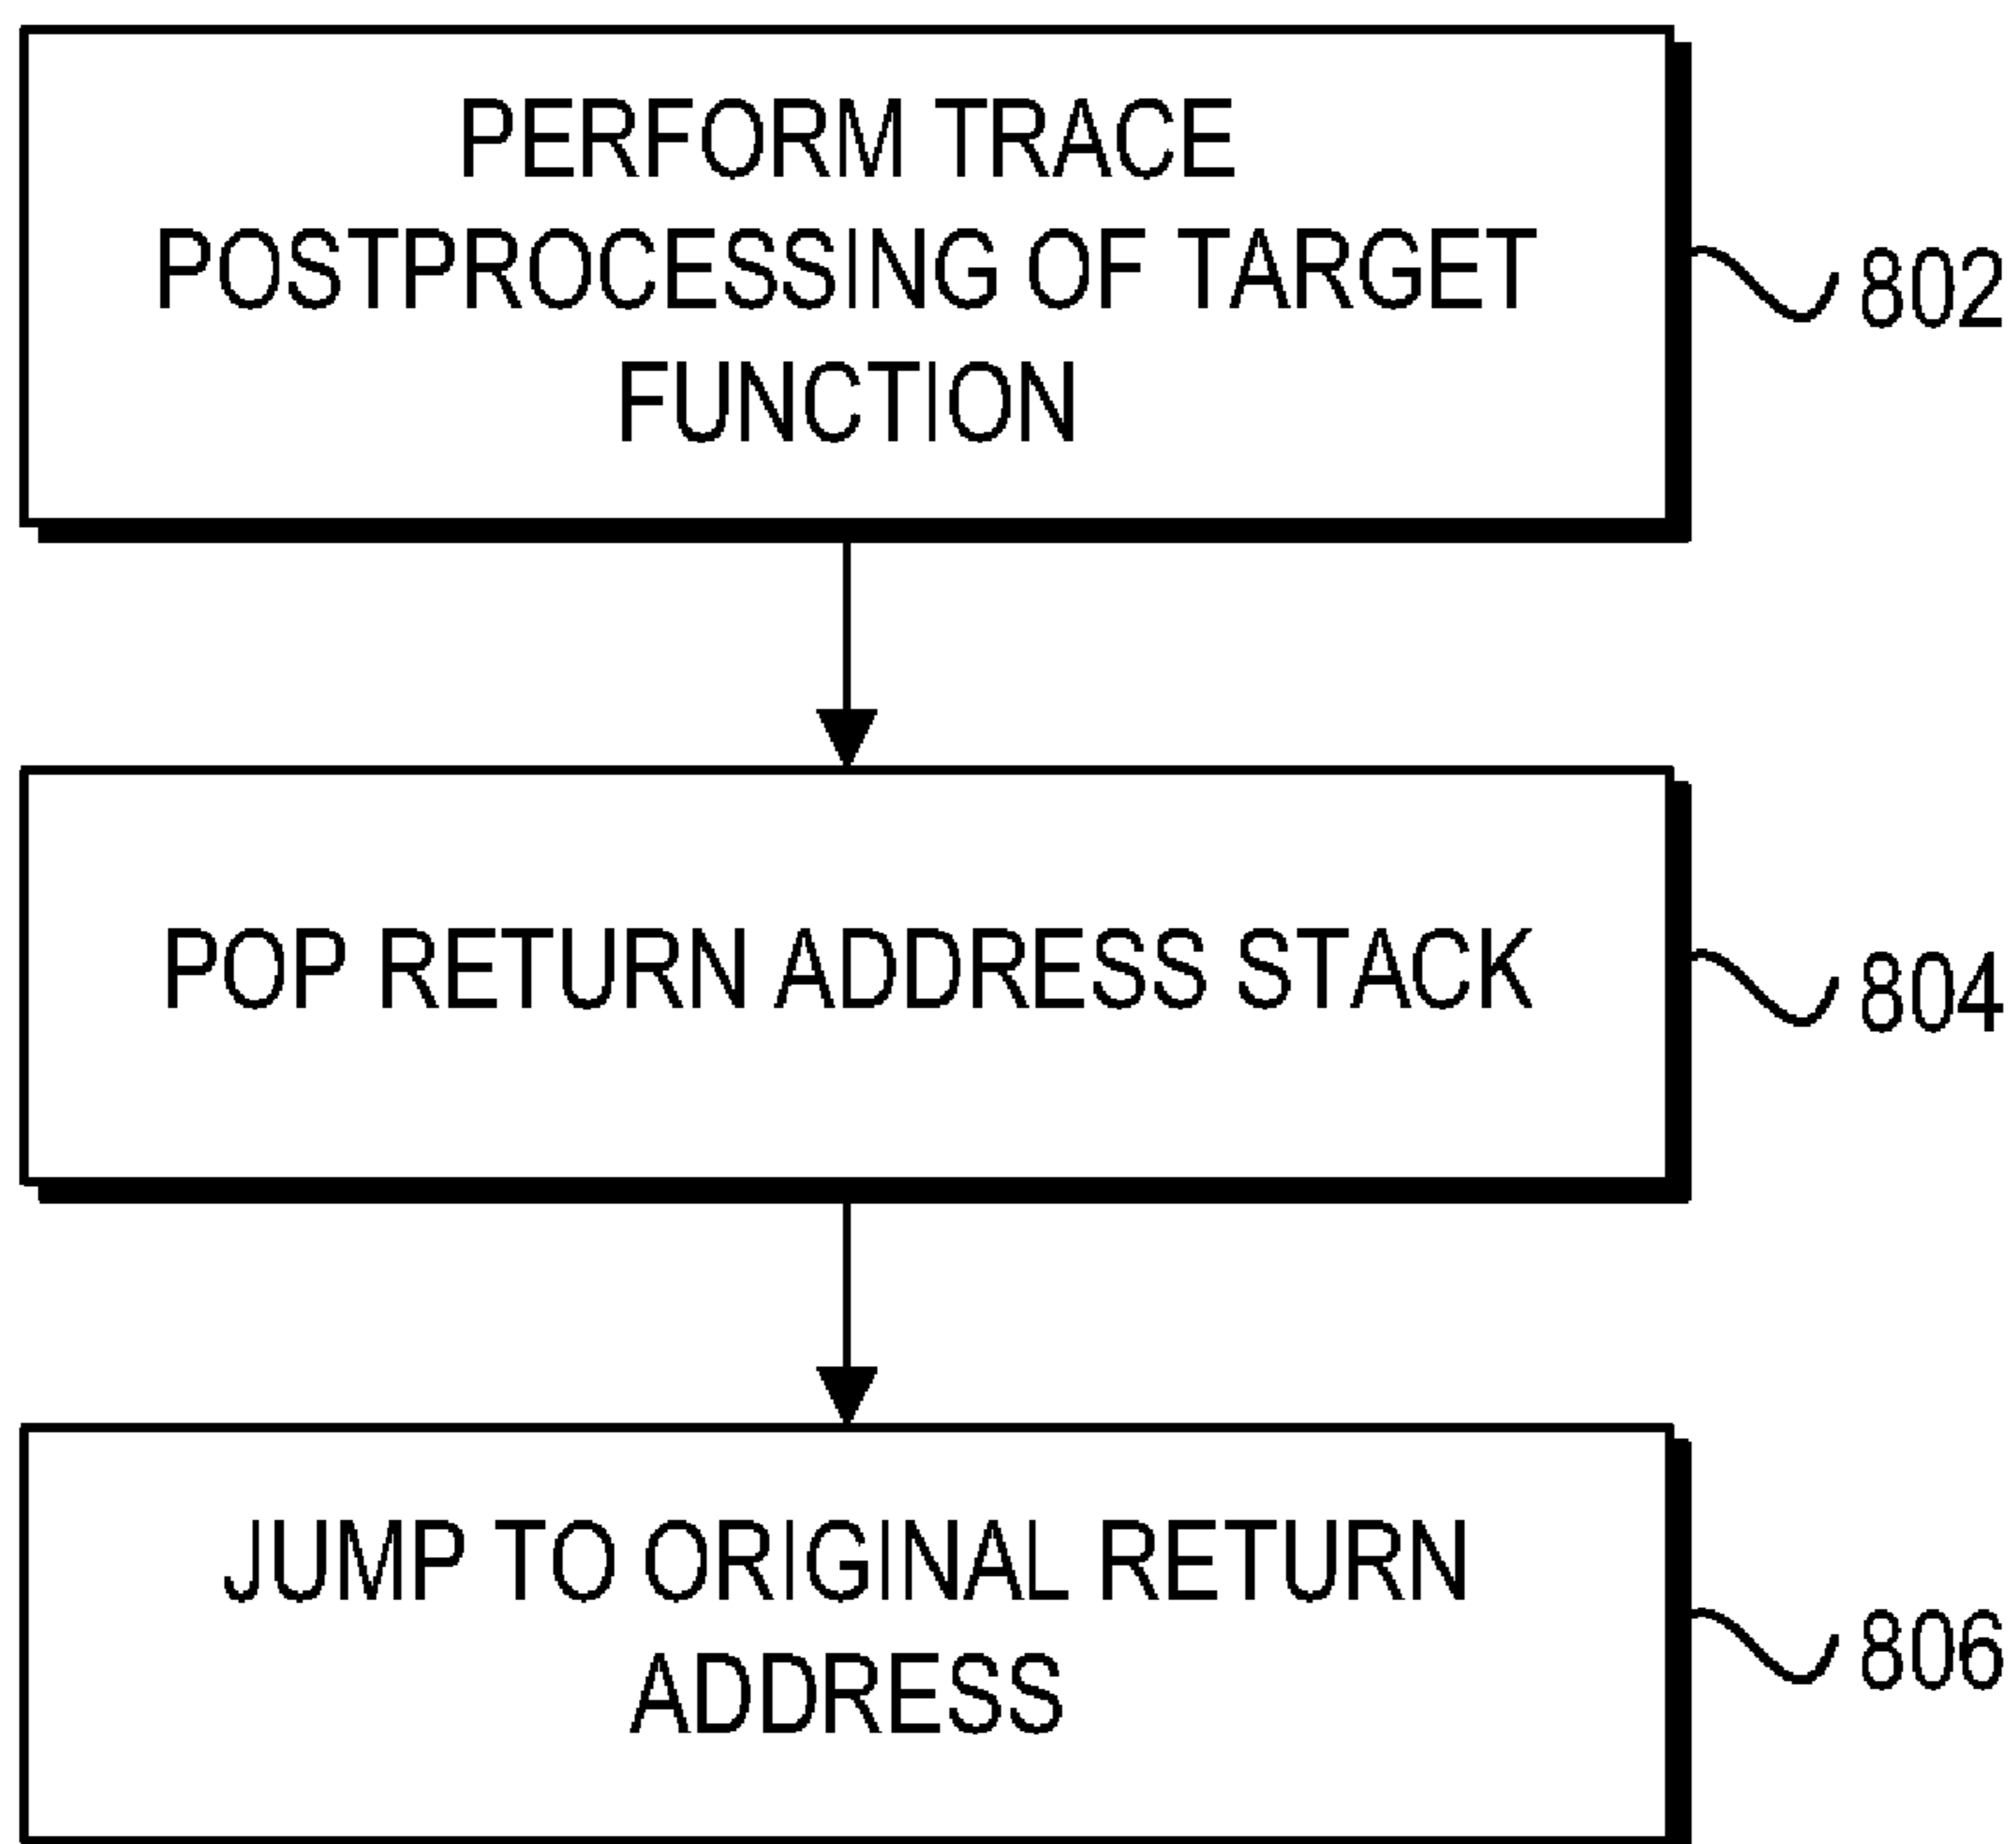 PERFORM TRACE
POSTPROCESSING OF TARGET
FUNCTION
802
POP RETURN ADDRESS STACK
804
JUMP TO ORIGINAL RETURN
ADDRESS
806